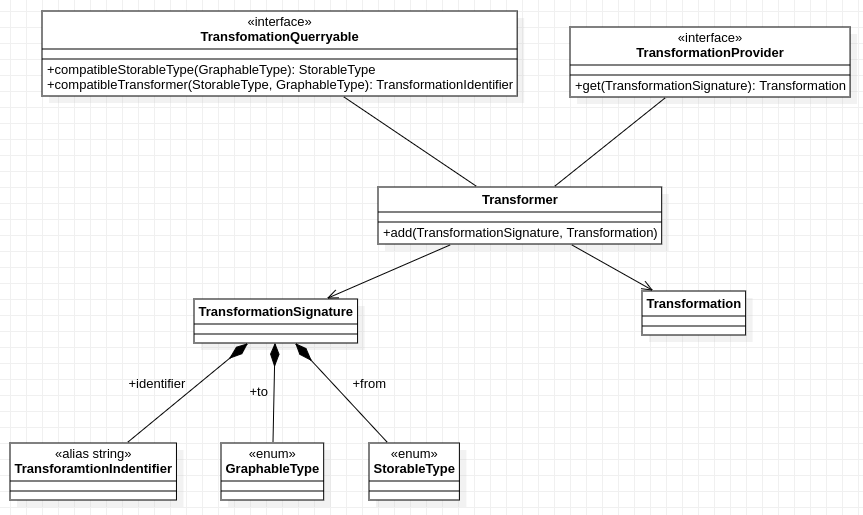 «interface»
TransfomationQuerryable
+compatibleStorableType(GraphableType): StorableType
+compatibleTransformer(StorableType, GraphableType): TransformationIdentifier
«interface»
TransformationProvider
+get(TransformationSignature): Transformation
Transformer
+add(TransformationSignature, Transformation)
TransformationSignature
Transformation
+identifier
+to
+from
«alias string»
TransforamtionIndentifier
«enum»
GraphableType
«enum»
StorableType